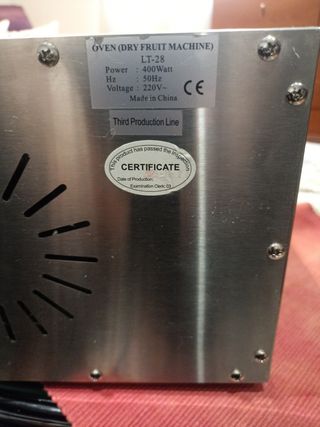 OVEN (DRY FRUIT MACHINE)
LT-28
Power : 400Watt
Hz : 50Hz
Voltage : 220V~
Made in China
CE
Third Production Line
This product has passed the inspection
CERTIFICATE
Date of Production:
Examination Clerk: 03